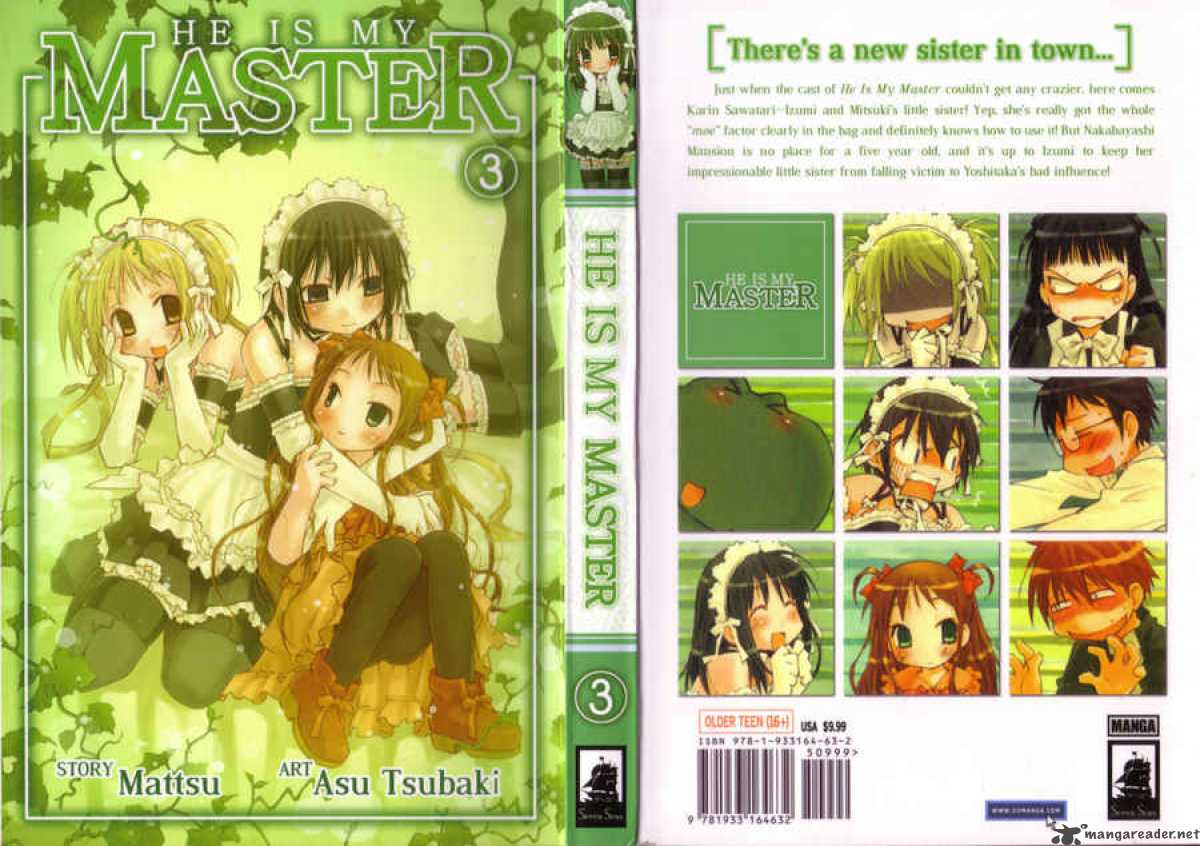 HE IS MY
MASTER
3
STORY Mattsu
ART Asu Tsubaki
HE IS MY MASTER
3
SEVEN SEAS
[There's a new sister in town...]
Just when the cast of He Is My Master couldn't get any crazier, here comes
Karin Sawatari—Izumi and Mitsuki's little sister! Yep, she's really got the whole
"moe" factor clearly in the bag and definitely knows how to use it! But Nakabayashi
Mansion is no place for a five year old, and it's up to Izumi to keep her
impressionable little sister from falling victim to Yoshitaka's bad influence!
HE IS MY
MASTER
OLDER TEEN (16+) USA $9.99
ISBN 978-1-933164-63-2
50999>
9 781933 164632
MANGA
SEVEN SEAS
WWW.GOMANGA.COM
mangareader.net